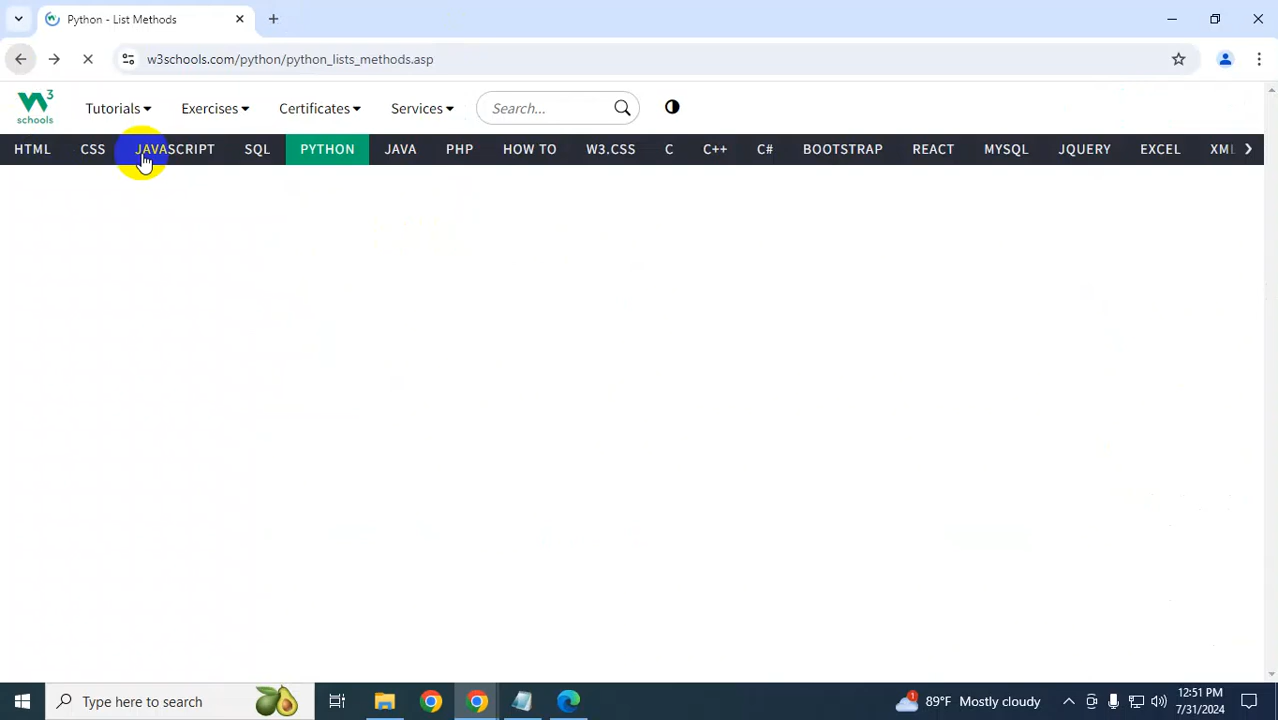 Python - List Methods
w3schools.com/python/python_lists_methods.asp
W3 schools Tutorials Exercises Certificates Services Search...
HTML CSS JAVASCRIPT SQL PYTHON JAVA PHP HOW TO W3.CSS C C++ C# BOOTSTRAP REACT MYSQL JQUERY EXCEL XML
Type here to search 1 89°F Mostly cloudy 12:51 PM
7/31/2024